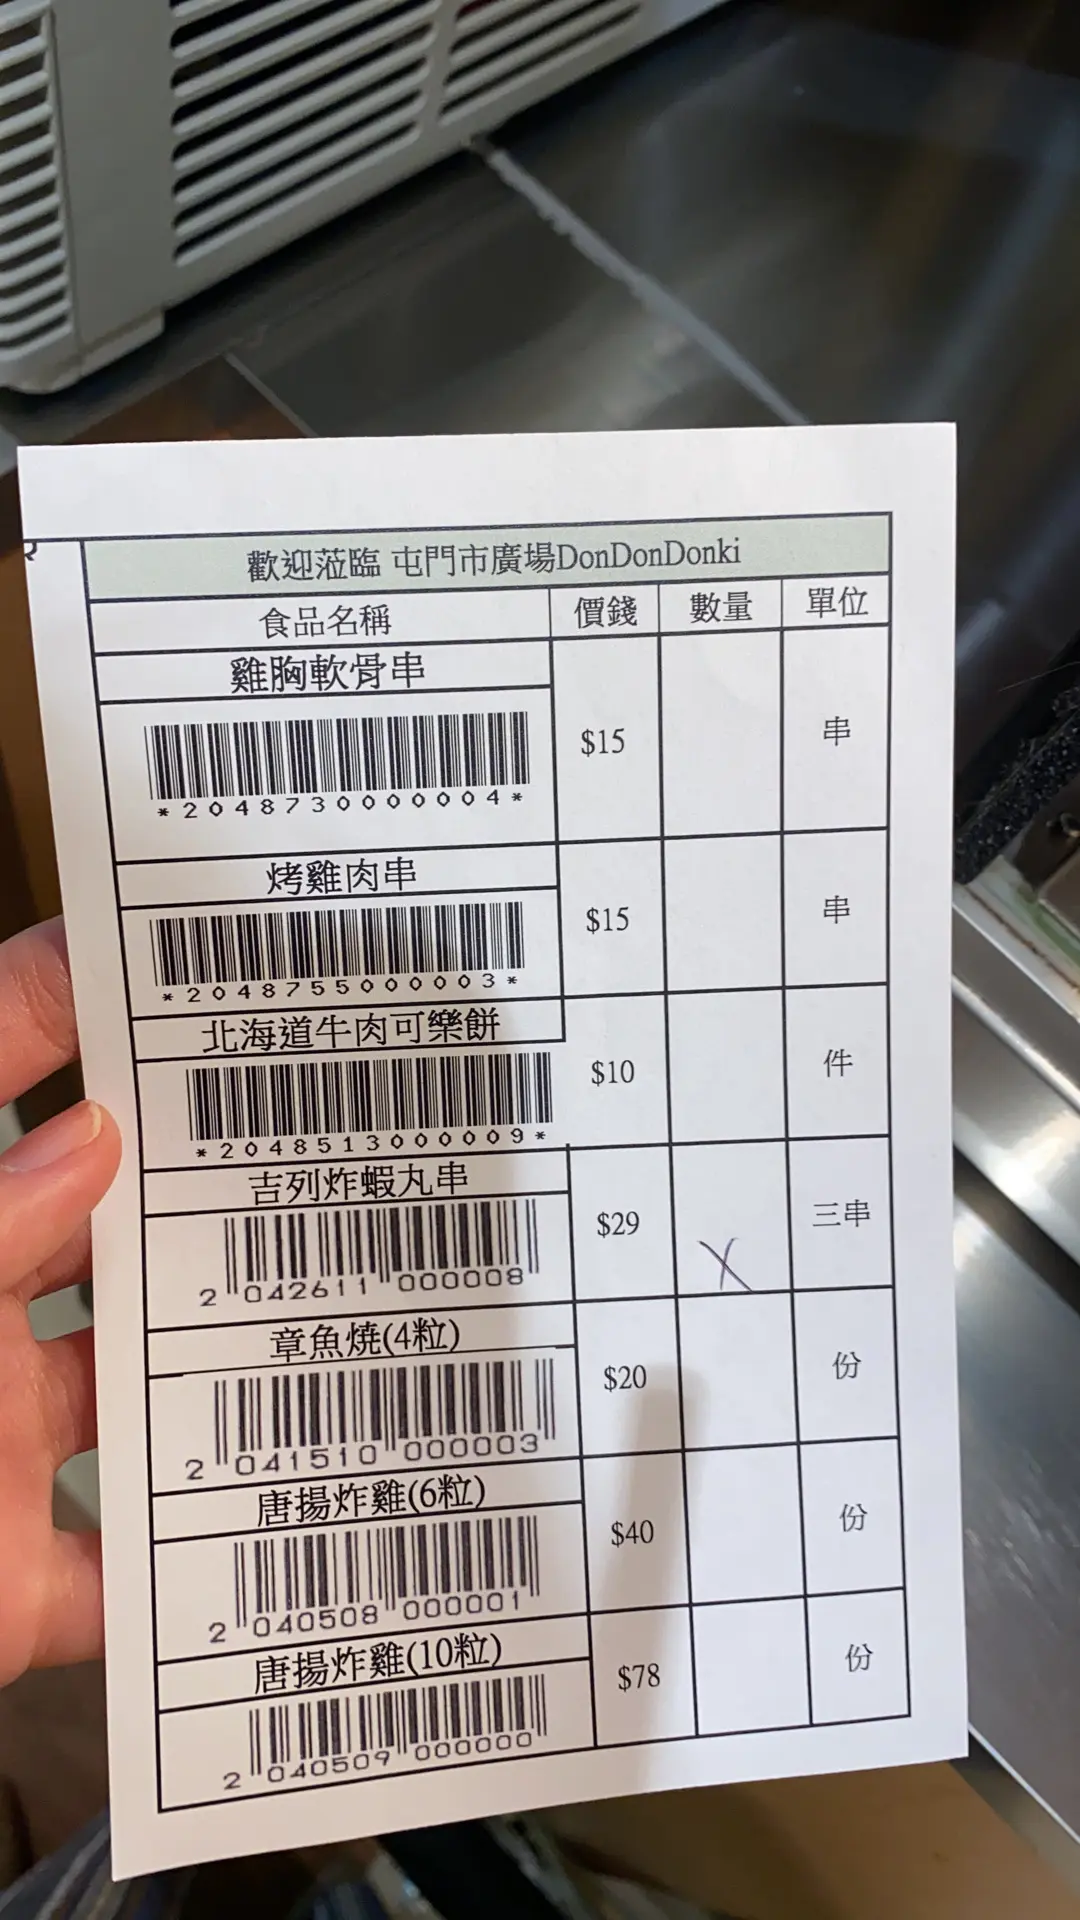 歡迎蒞臨 屯門市廣場DonDonDonki
食品名稱 價錢 數量 單位
雞胸軟骨串
$15 串
*2048730000004*
烤雞肉串
$15 串
*2048755000003*
北海道牛肉可樂餅
$10 件
*2048513000009*
吉列炸蝦丸串
$29 X 三串
2 042611 000008
章魚燒(4粒)
$20 份
2 041510 000003
唐揚炸雞(6粒)
$40 份
2 040508 000001
唐揚炸雞(10粒)
$78 份
2 040509 000000